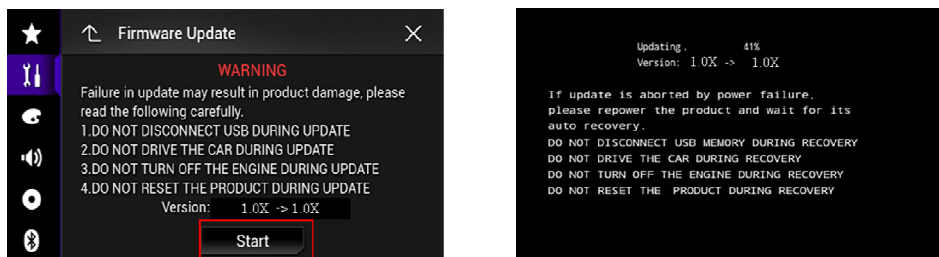 Firmware Update
WARNING
Failure in update may result in product damage, please
read the following carefully.
1.DO NOT DISCONNECT USB DURING UPDATE
2.DO NOT DRIVE THE CAR DURING UPDATE
3.DO NOT TURN OFF THE ENGINE DURING UPDATE
4.DO NOT RESET THE PRODUCT DURING UPDATE
Version: 1.0X -> 1.0X
Start
Updating. 41%
Version: 1.0X -> 1.0X
If update is aborted by power failure,
please repower the product and wait for its
auto recovery.
DO NOT DISCONNECT USB MEMORY DURING RECOVERY
DO NOT DRIVE THE CAR DURING RECOVERY
DO NOT TURN OFF THE ENGINE DURING RECOVERY
DO NOT RESET THE PRODUCT DURING RECOVERY